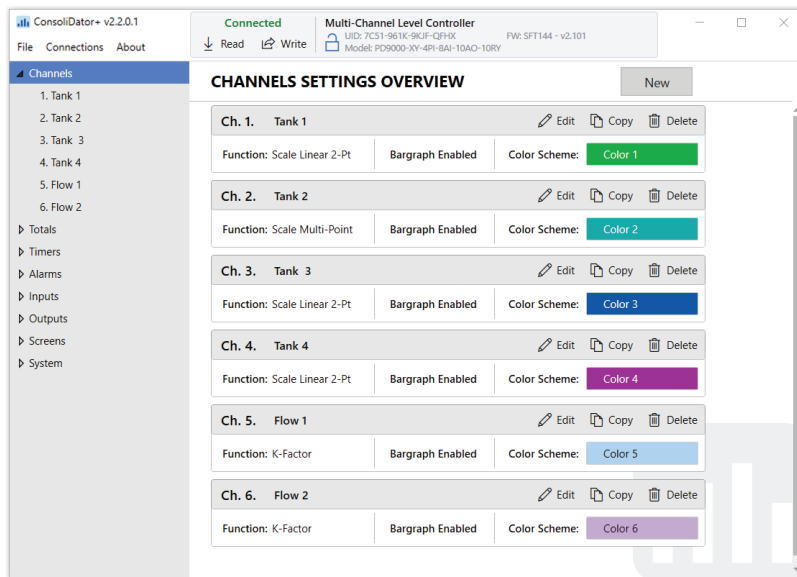 ConsoliDator+ v2.2.0.1
File Connections About
Connected
Read Write
Multi-Channel Level Controller
UID: 7C51-961K-9KJF-QFHX FW: SFT144 - v2.101
Model: PD9000-XY-4PI-8AI-10AO-10RY
Channels
1. Tank 1
2. Tank 2
3. Tank 3
4. Tank 4
5. Flow 1
6. Flow 2
Totals
Timers
Alarms
Inputs
Outputs
Screens
System
CHANNELS SETTINGS OVERVIEW
New
Ch. 1. Tank 1 Edit Copy Delete
Function: Scale Linear 2-Pt Bargraph Enabled Color Scheme: Color 1
Ch. 2. Tank 2 Edit Copy Delete
Function: Scale Multi-Point Bargraph Enabled Color Scheme: Color 2
Ch. 3. Tank 3 Edit Copy Delete
Function: Scale Linear 2-Pt Bargraph Enabled Color Scheme: Color 3
Ch. 4. Tank 4 Edit Copy Delete
Function: Scale Linear 2-Pt Bargraph Enabled Color Scheme: Color 4
Ch. 5. Flow 1 Edit Copy Delete
Function: K-Factor Bargraph Enabled Color Scheme: Color 5
Ch. 6. Flow 2 Edit Copy Delete
Function: K-Factor Bargraph Enabled Color Scheme: Color 6